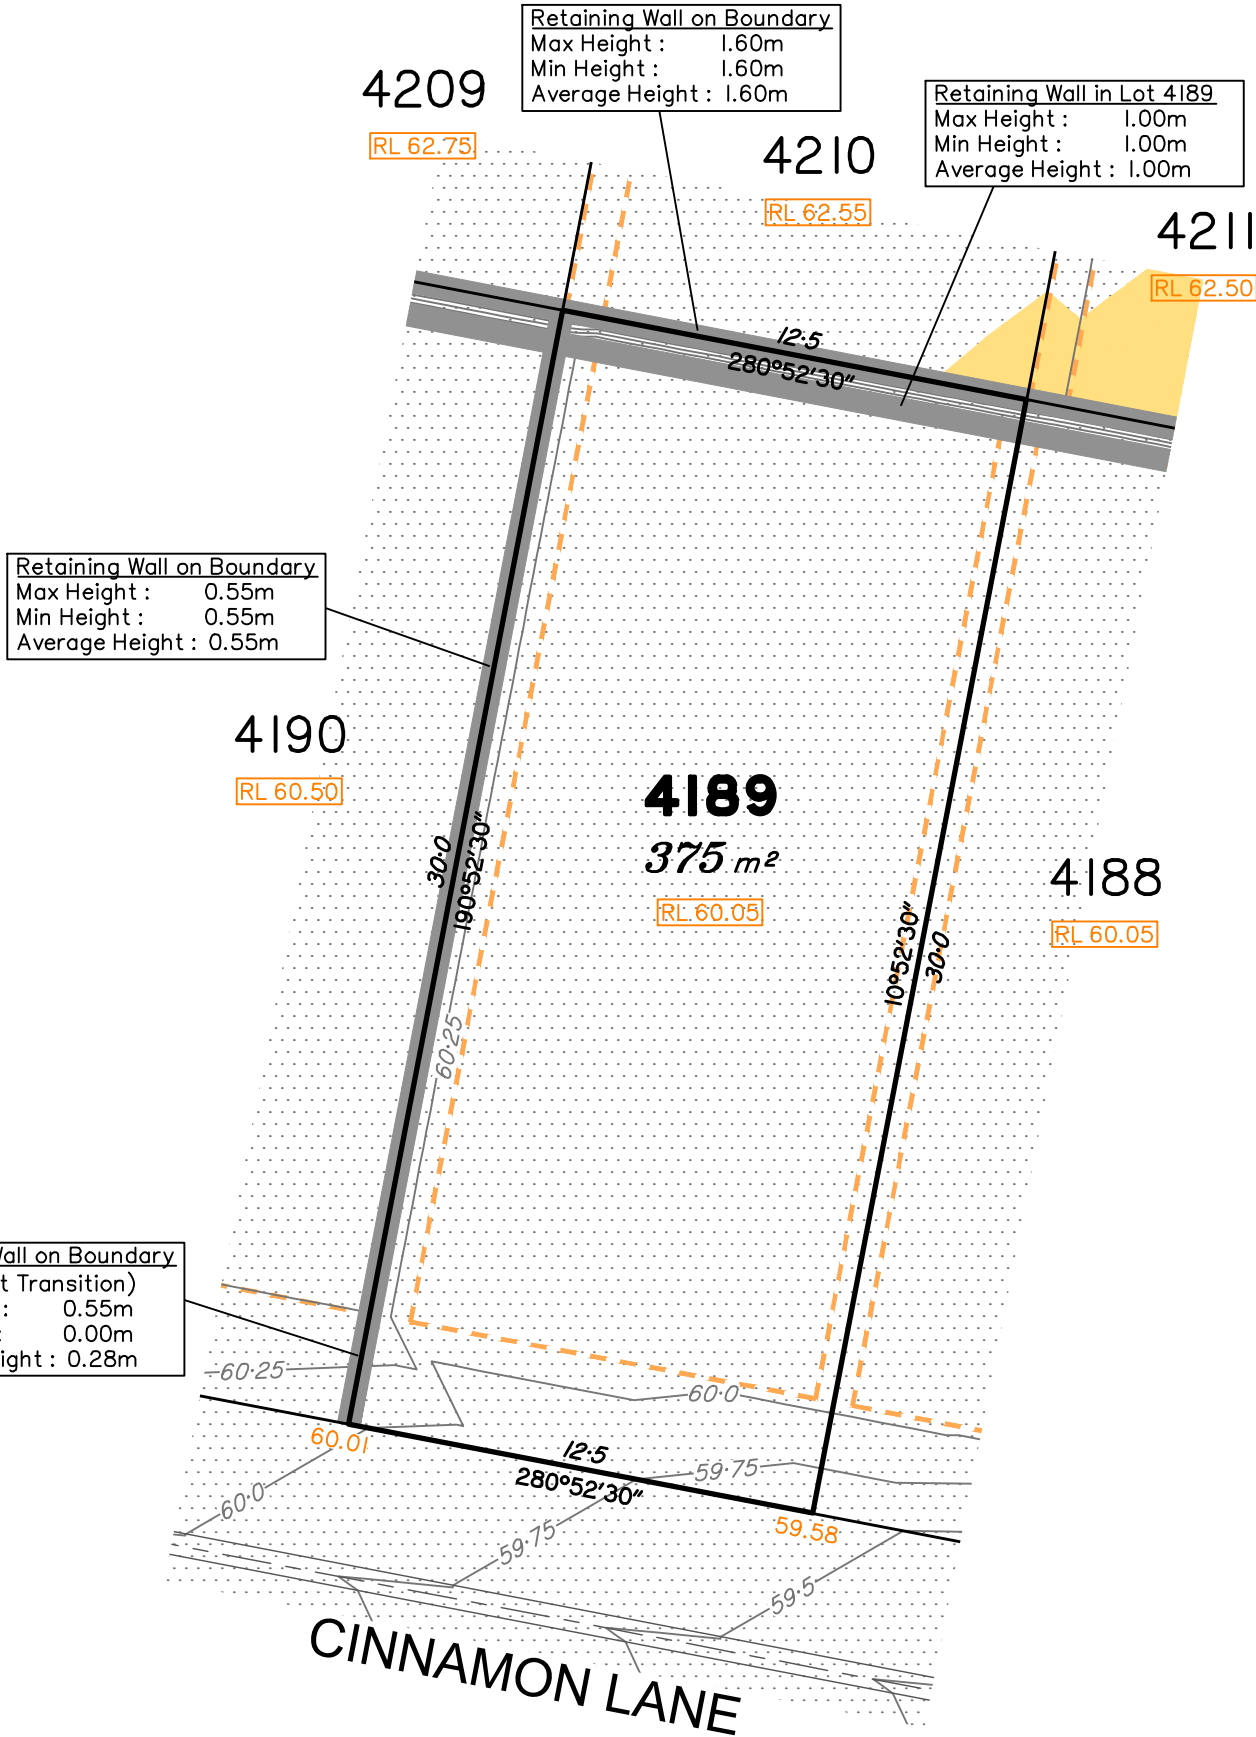 Retaining Wall on Boundary
Max Height : 1.60m
Min Height : 1.60m
Average Height : 1.60m
4209
RL 62.75
4210
RL 62.55
Retaining Wall in Lot 4189
Max Height : 1.00m
Min Height : 1.00m
Average Height : 1.00m
4211
RL 62.50
12·5
280°52'30"
Retaining Wall on Boundary
Max Height : 0.55m
Min Height : 0.55m
Average Height : 0.55m
4190
RL 60.50
30·0
190°52'30"
4189
375 m²
RL 60.05
4188
RL 60.05
10°52'30"
30·0
60·25
Wall on Boundary
t Transition)
: 0.55m
: 0.00m
ight : 0.28m
60·25
60·0
60.01
12·5
280°52'30"
59·75
59.58
60·0
59·75
59·5
CINNAMON LANE